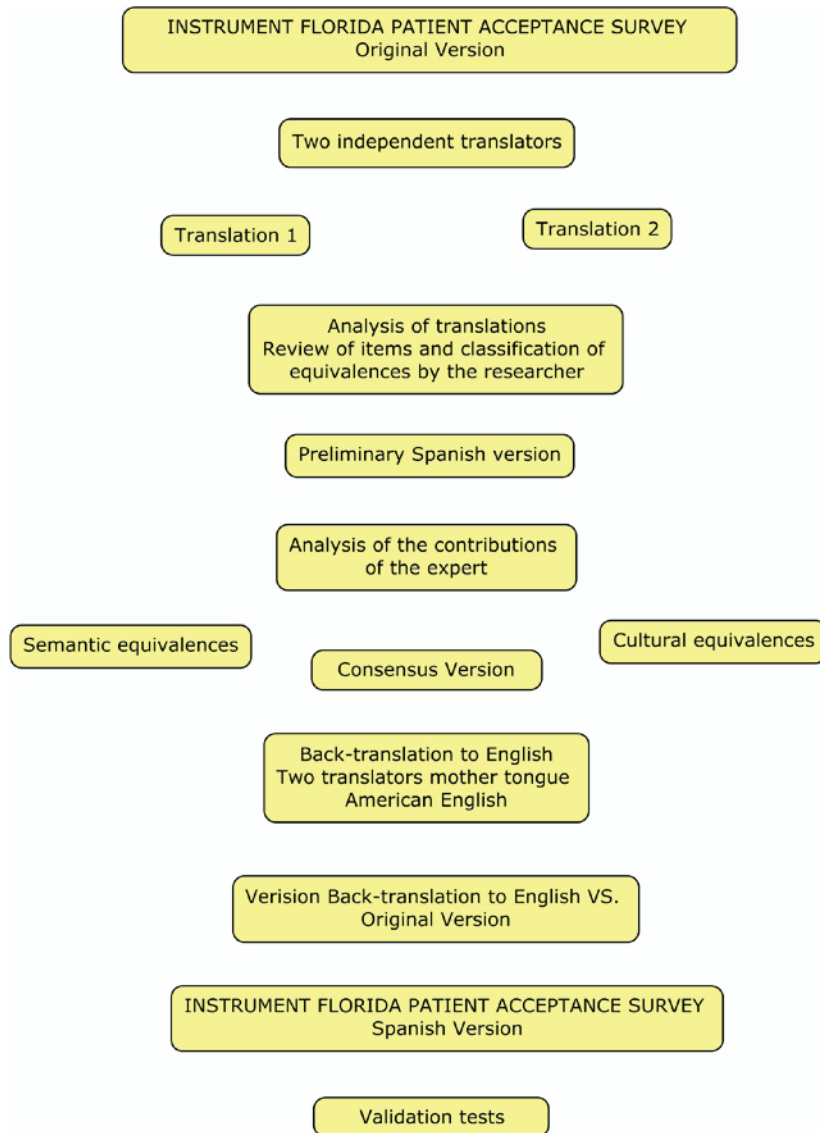 INSTRUMENT FLORIDA PATIENT ACCEPTANCE SURVEY
Original Version
Two independent translators
Translation 1
Translation 2
Analysis of translations
Review of items and classification of
equivalences by the researcher
Preliminary Spanish version
Analysis of the contributions
of the expert
Semantic equivalences
Cultural equivalences
Consensus Version
Back-translation to English
Two translators mother tongue
American English
Verision Back-translation to English VS.
Original Version
INSTRUMENT FLORIDA PATIENT ACCEPTANCE SURVEY
Spanish Version
Validation tests